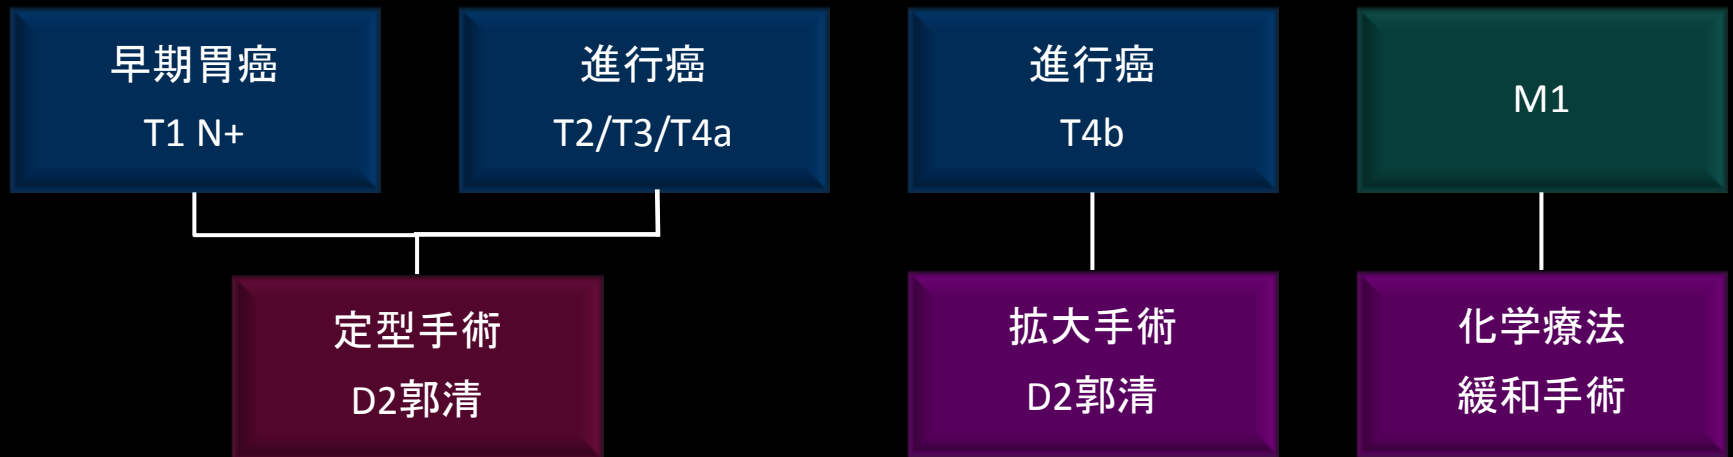 早期胃癌
T1 N+
進行癌
T2/T3/T4a
進行癌
T4b
M1
定型手術
D2郭清
拡大手術
D2郭清
化学療法
緩和手術